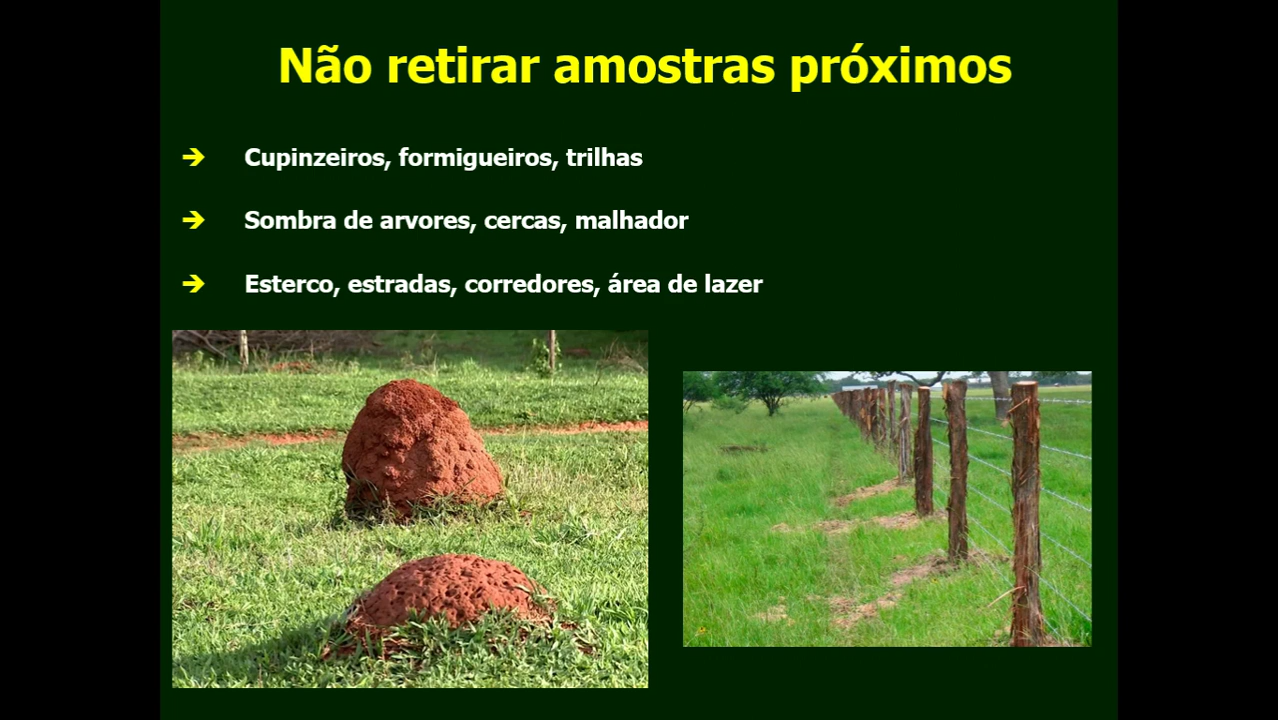 Não retirar amostras próximos
➔ Cupinzeiros, formigueiros, trilhas
➔ Sombra de arvores, cercas, malhador
➔ Esterco, estradas, corredores, área de lazer